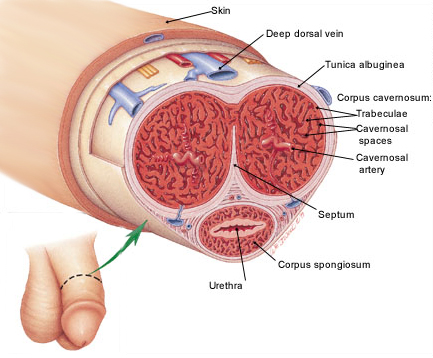 Skin
Deep dorsal vein
Tunica albuginea
Corpus cavernosum:
Trabeculae
Cavernosal
spaces
Cavernosal
artery
Septum
Corpus spongiosum
Urethra